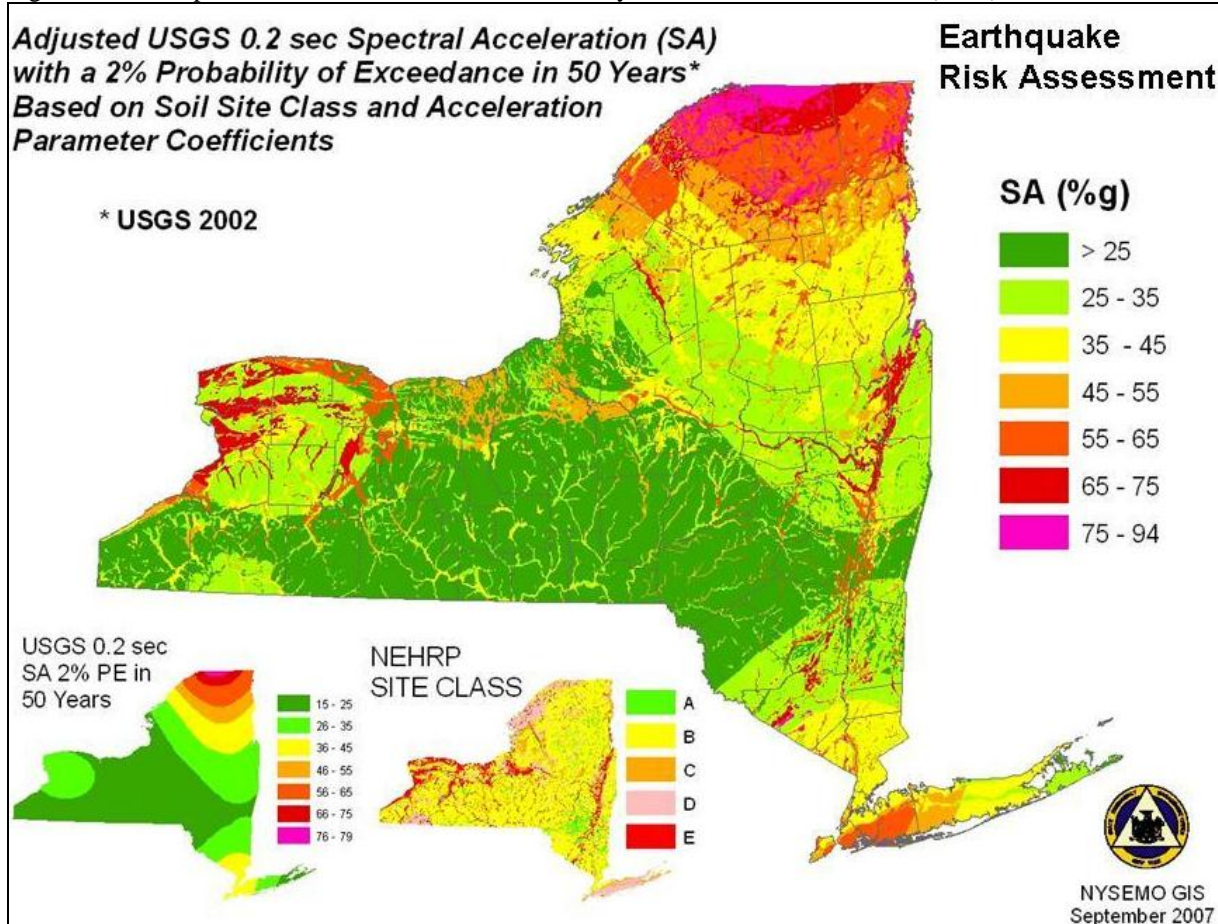 Adjusted USGS 0.2 sec Spectral Acceleration (SA)
with a 2% Probability of Exceedance in 50 Years*
Based on Soil Site Class and Acceleration
Parameter Coefficients
* USGS 2002
Earthquake
Risk Assessment
SA (%g)
> 25
25 - 35
35 - 45
45 - 55
55 - 65
65 - 75
75 - 94
USGS 0.2 sec
SA 2% PE in
50 Years
15 - 25
26 - 35
36 - 45
46 - 55
56 - 65
66 - 75
76 - 79
NEHRP
SITE CLASS
A
B
C
D
E
NYSEMO GIS
September 2007